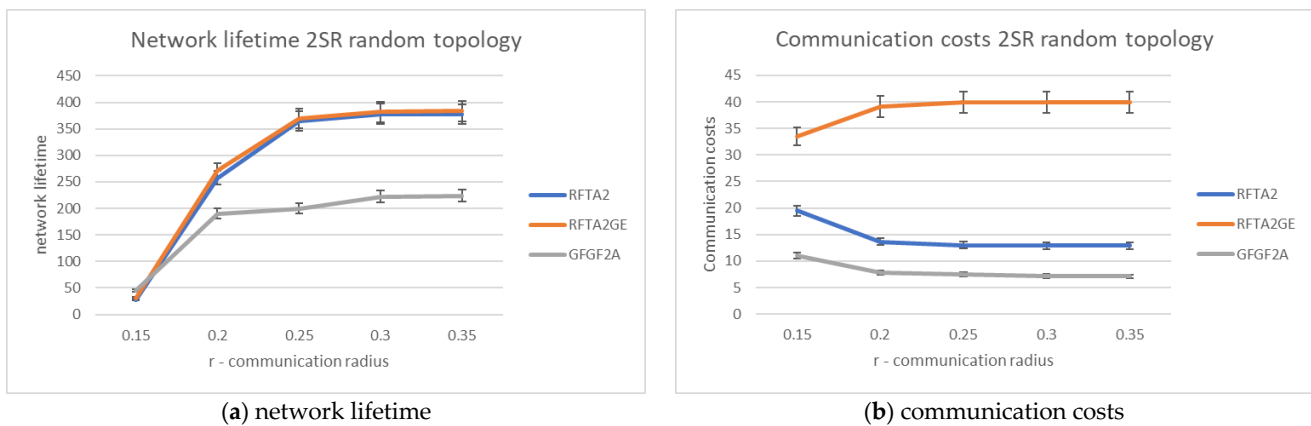 Network lifetime 2SR random topology
450
400
350
300
250
200
150
100
50
0
network lifetime
0.15 0.2 0.25 0.3 0.35
r - communication radius
RFTA2
RFTA2GE
GFGF2A
(a) network lifetime
Communication costs 2SR random topology
45
40
35
30
25
20
15
10
5
0
Communication costs
0.15 0.2 0.25 0.3 0.35
r - communication radius
RFTA2
RFTA2GE
GFGF2A
(b) communication costs